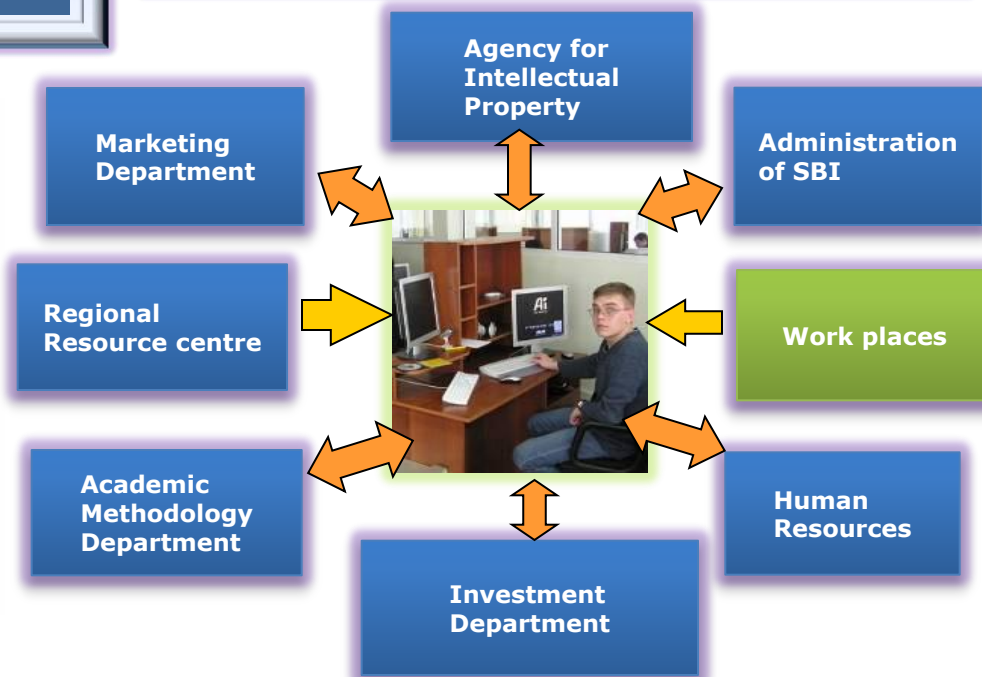 Agency for
Intellectual
Property
Marketing
Department
Administration
of SBI
Regional
Resource centre
Work places
Academic
Methodology
Department
Human
Resources
Investment
Department
Ai